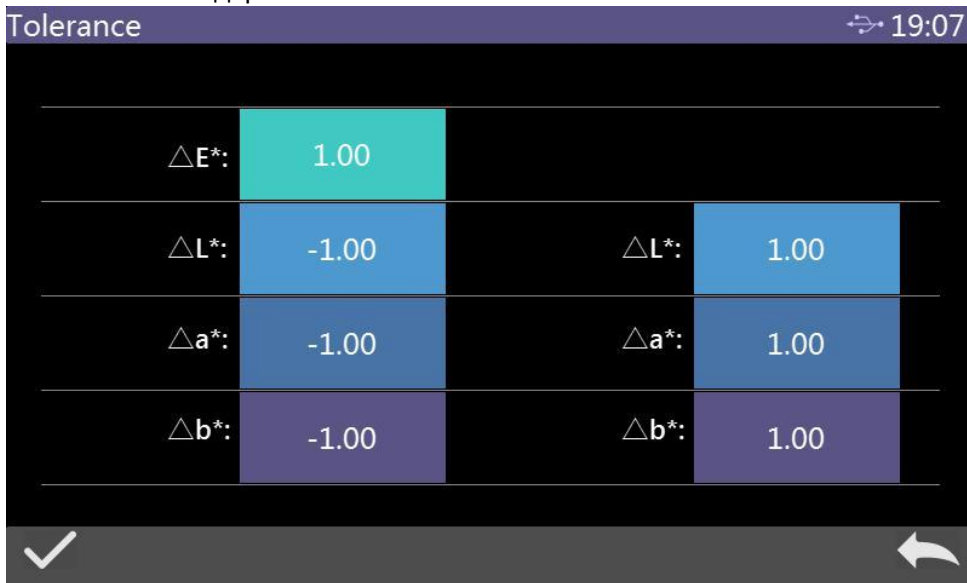 Tolerance 19:07
△E*: 1.00
△L*: -1.00 △L*: 1.00
△a*: -1.00 △a*: 1.00
△b*: -1.00 △b*: 1.00